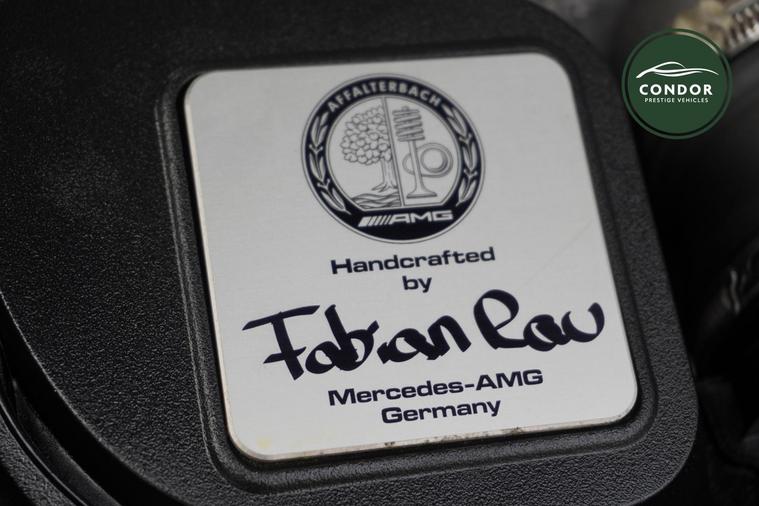 AFFALTERBACH
AMG
Handcrafted
by
Fabian Rau
Mercedes-AMG
Germany
CONDOR
PRESTIGE VEHICLES